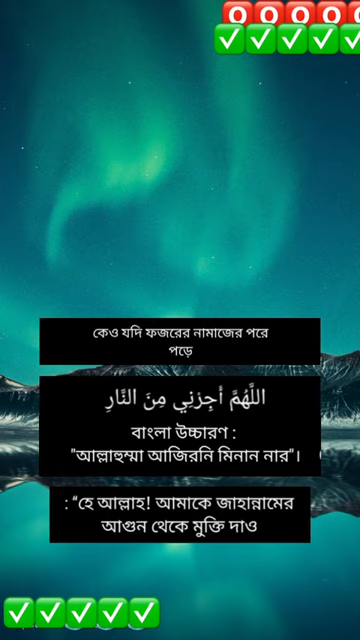 কেও যদি ফজরের নামাজের পরে
পড়ে
اللَّهُمَّ أَجِرْنِي مِنَ النَّارِ
বাংলা উচ্চারণ :
"আল্লাহুম্মা আজিরনি মিনান নার"।
: “হে আল্লাহ! আমাকে জাহান্নামের
আগুন থেকে মুক্তি দাও